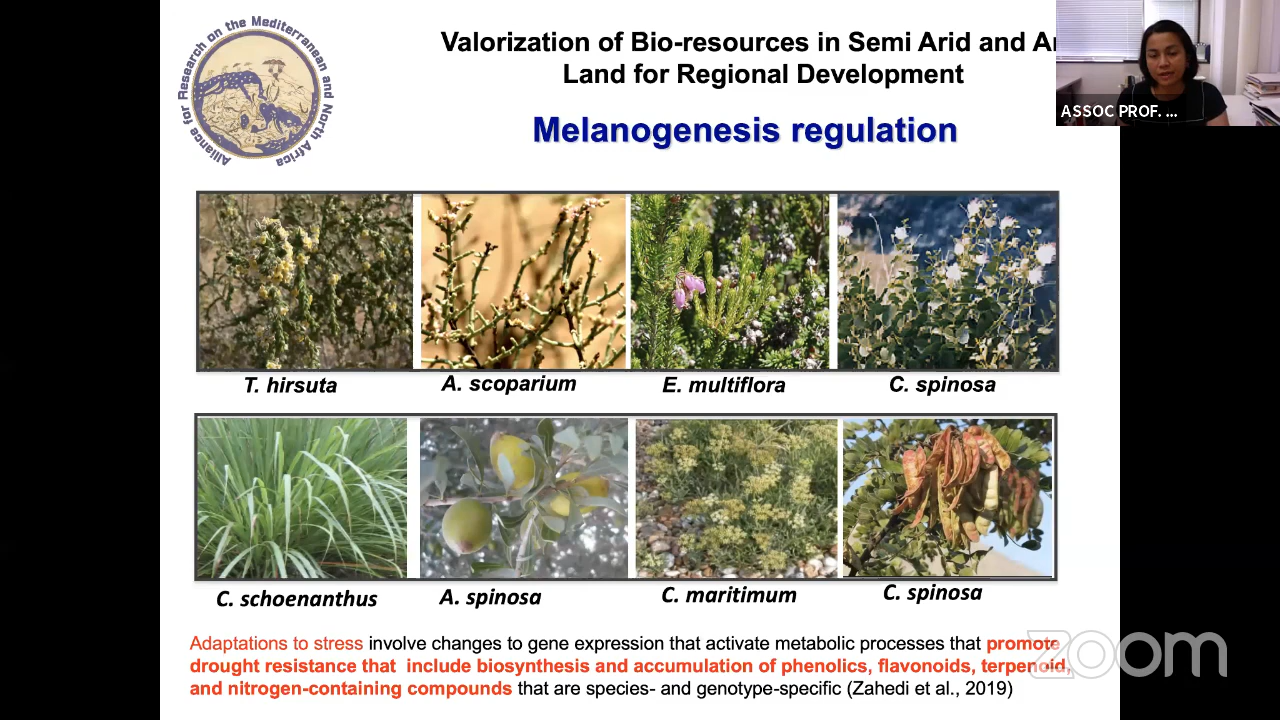 Alliance for Research on the Mediterranean and North Africa
Valorization of Bio-resources in Semi Arid and Ar
Land for Regional Development
Melanogenesis regulation
ASSOC PROF. ...
T. hirsuta
A. scoparium
E. multiflora
C. spinosa
C. schoenanthus
A. spinosa
C. maritimum
C. spinosa
Adaptations to stress involve changes to gene expression that activate metabolic processes that promote
drought resistance that include biosynthesis and accumulation of phenolics, flavonoids, terpenoid,
and nitrogen-containing compounds that are species- and genotype-specific (Zahedi et al., 2019)
zoom